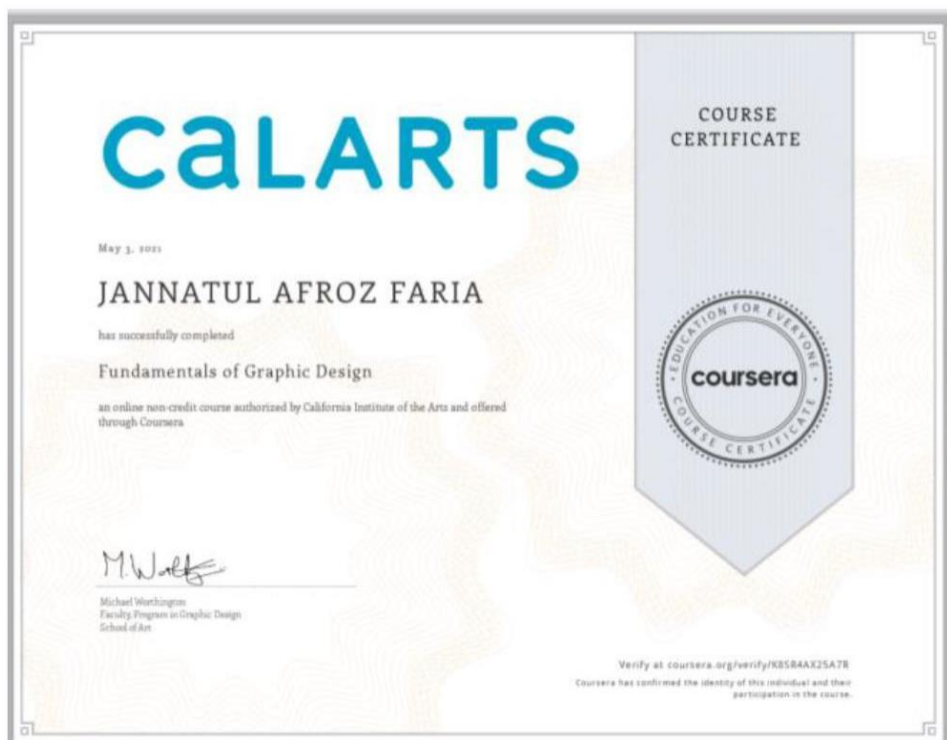 CALARTS
COURSE
CERTIFICATE
May 3, 2021
JANNATUL AFROZ FARIA
has successfully completed
Fundamentals of Graphic Design
an online non-credit course authorized by California Institute of the Arts and offered
through Coursera
EDUCATION FOR EVERYONE
coursera
COURSE CERTIFICATE
M. Worth
Michael Worthington
Faculty, Program in Graphic Design
School of Art
Verify at coursera.org/verify/
Coursera has confirmed the identity of this individual and their
participation in the course.